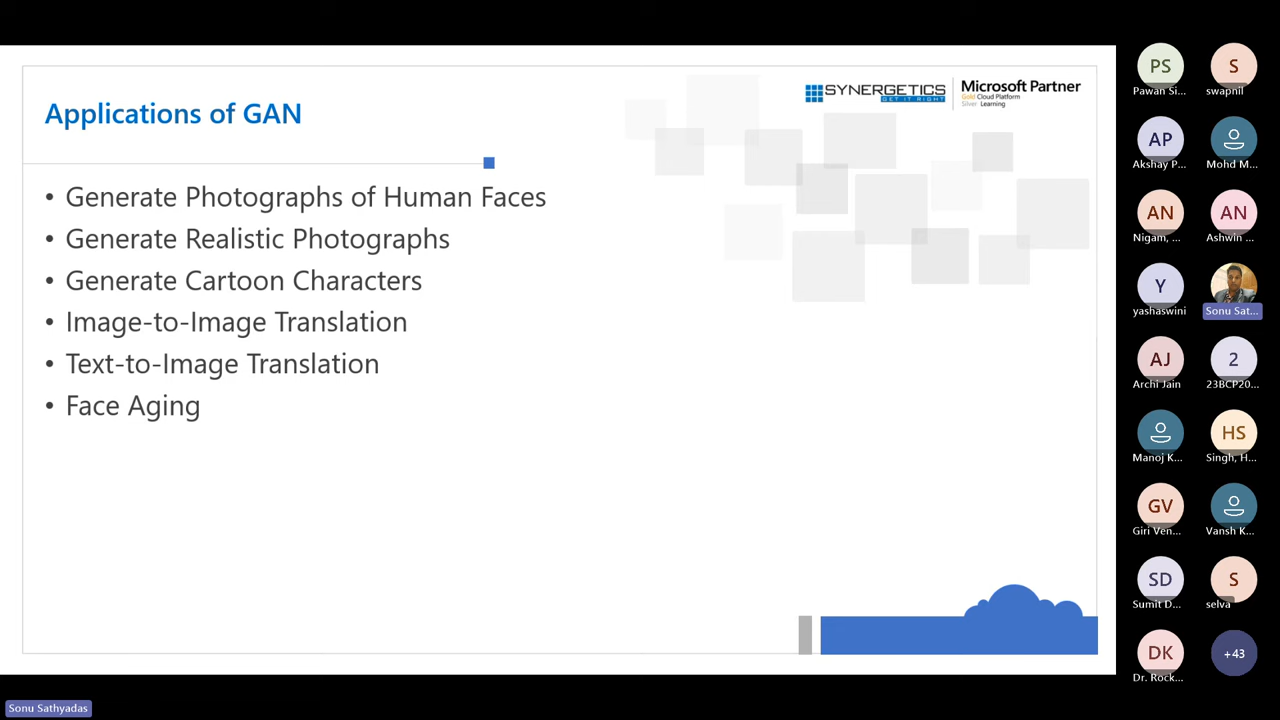 Applications of GAN
SYNERGETICS
GET IT RIGHT
Microsoft Partner
Gold Cloud Platform
Silver Learning
• Generate Photographs of Human Faces
• Generate Realistic Photographs
• Generate Cartoon Characters
• Image-to-Image Translation
• Text-to-Image Translation
• Face Aging
PS
Pawan Si...
S
swapnil
AP
Akshay P...
Mohd M...
AN
Nigam, ...
AN
Ashwin ...
Y
yashaswini
Sonu Sat...
AJ
Archi Jain
2
23BCP20...
Manoj K...
HS
Singh, H...
GV
Giri Ven...
Vansh K...
SD
Sumit D...
S
selva
DK
Dr. Rock...
+43
Sonu Sathyadas